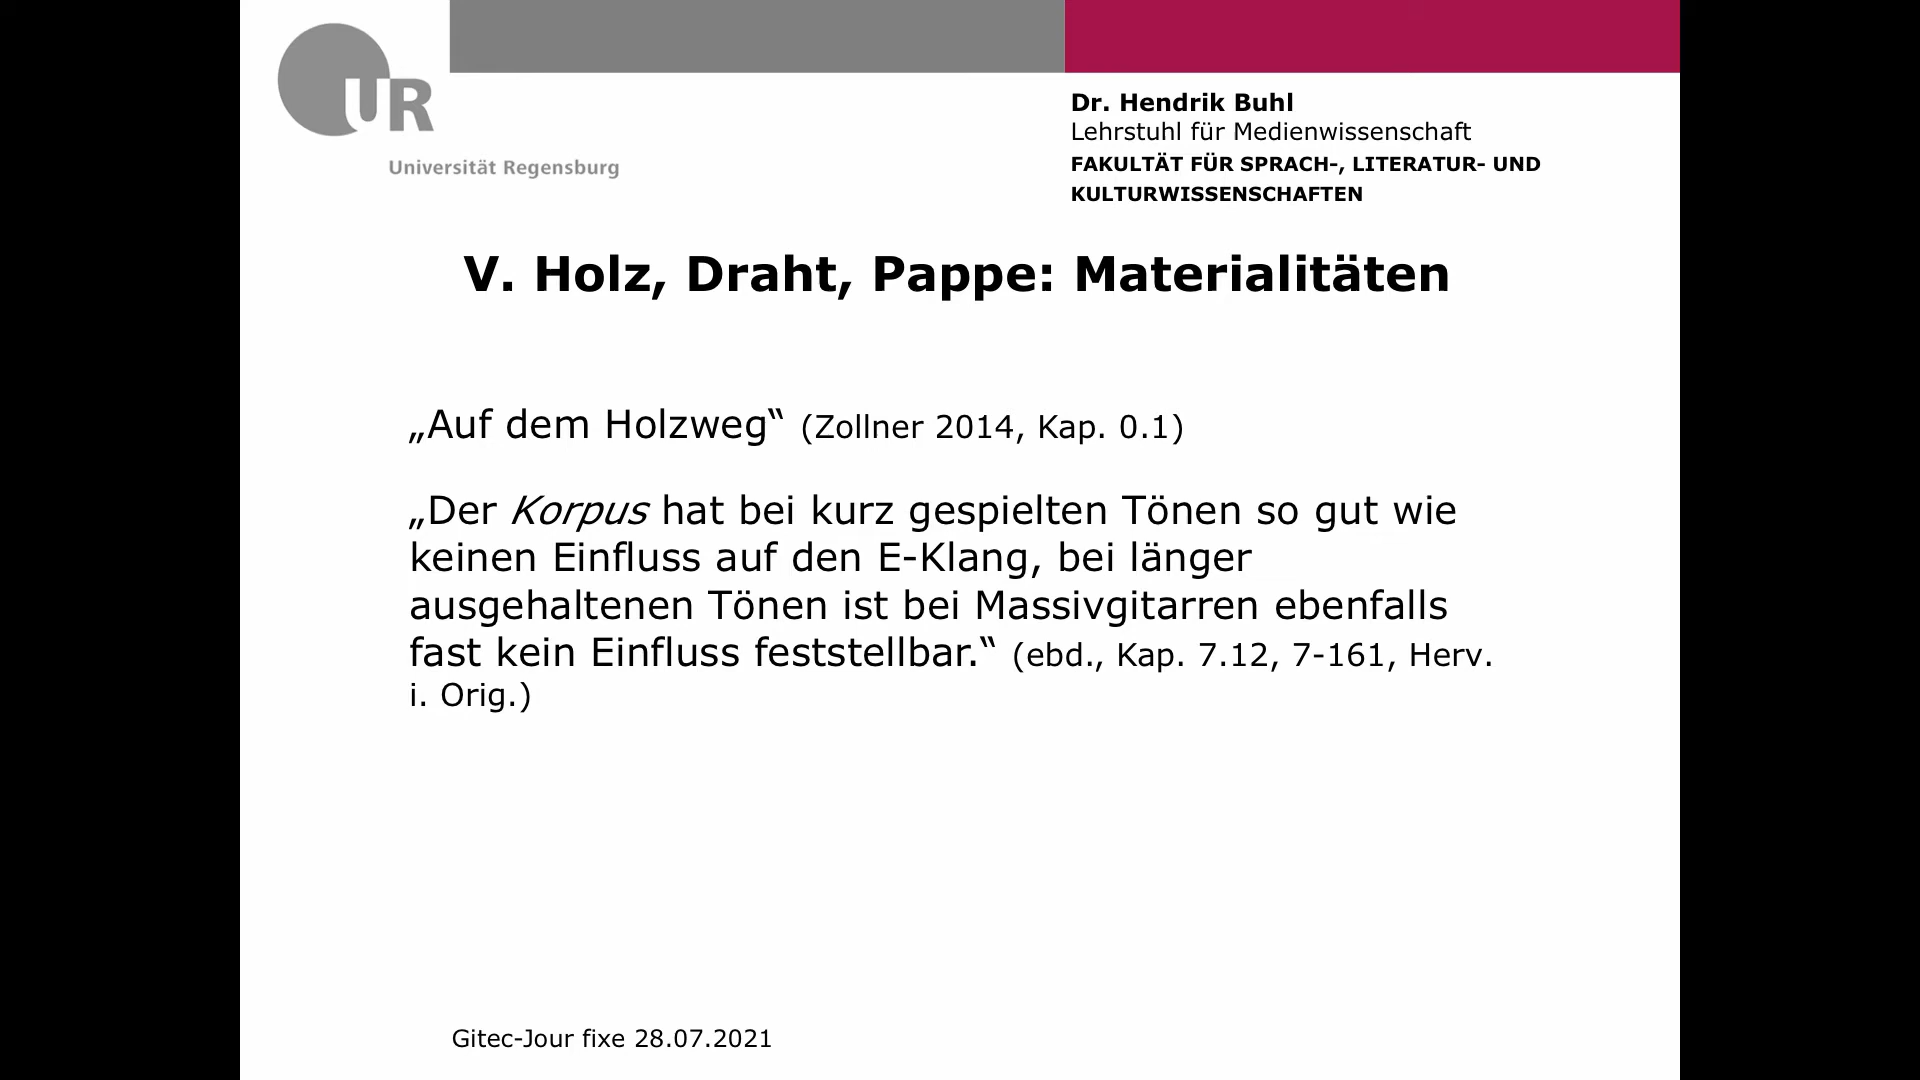 UR
Universität Regensburg
Dr. Hendrik Buhl
Lehrstuhl für Medienwissenschaft
FAKULTÄT FÜR SPRACH-, LITERATUR- UND
KULTURWISSENSCHAFTEN
V. Holz, Draht, Pappe: Materialitäten
„Auf dem Holzweg“ (Zollner 2014, Kap. 0.1)
„Der Korpus hat bei kurz gespielten Tönen so gut wie
keinen Einfluss auf den E-Klang, bei länger
ausgehaltenen Tönen ist bei Massivgitarren ebenfalls
fast kein Einfluss feststellbar.“ (ebd., Kap. 7.12, 7-161, Herv.
i. Orig.)
Gitec-Jour fixe 28.07.2021